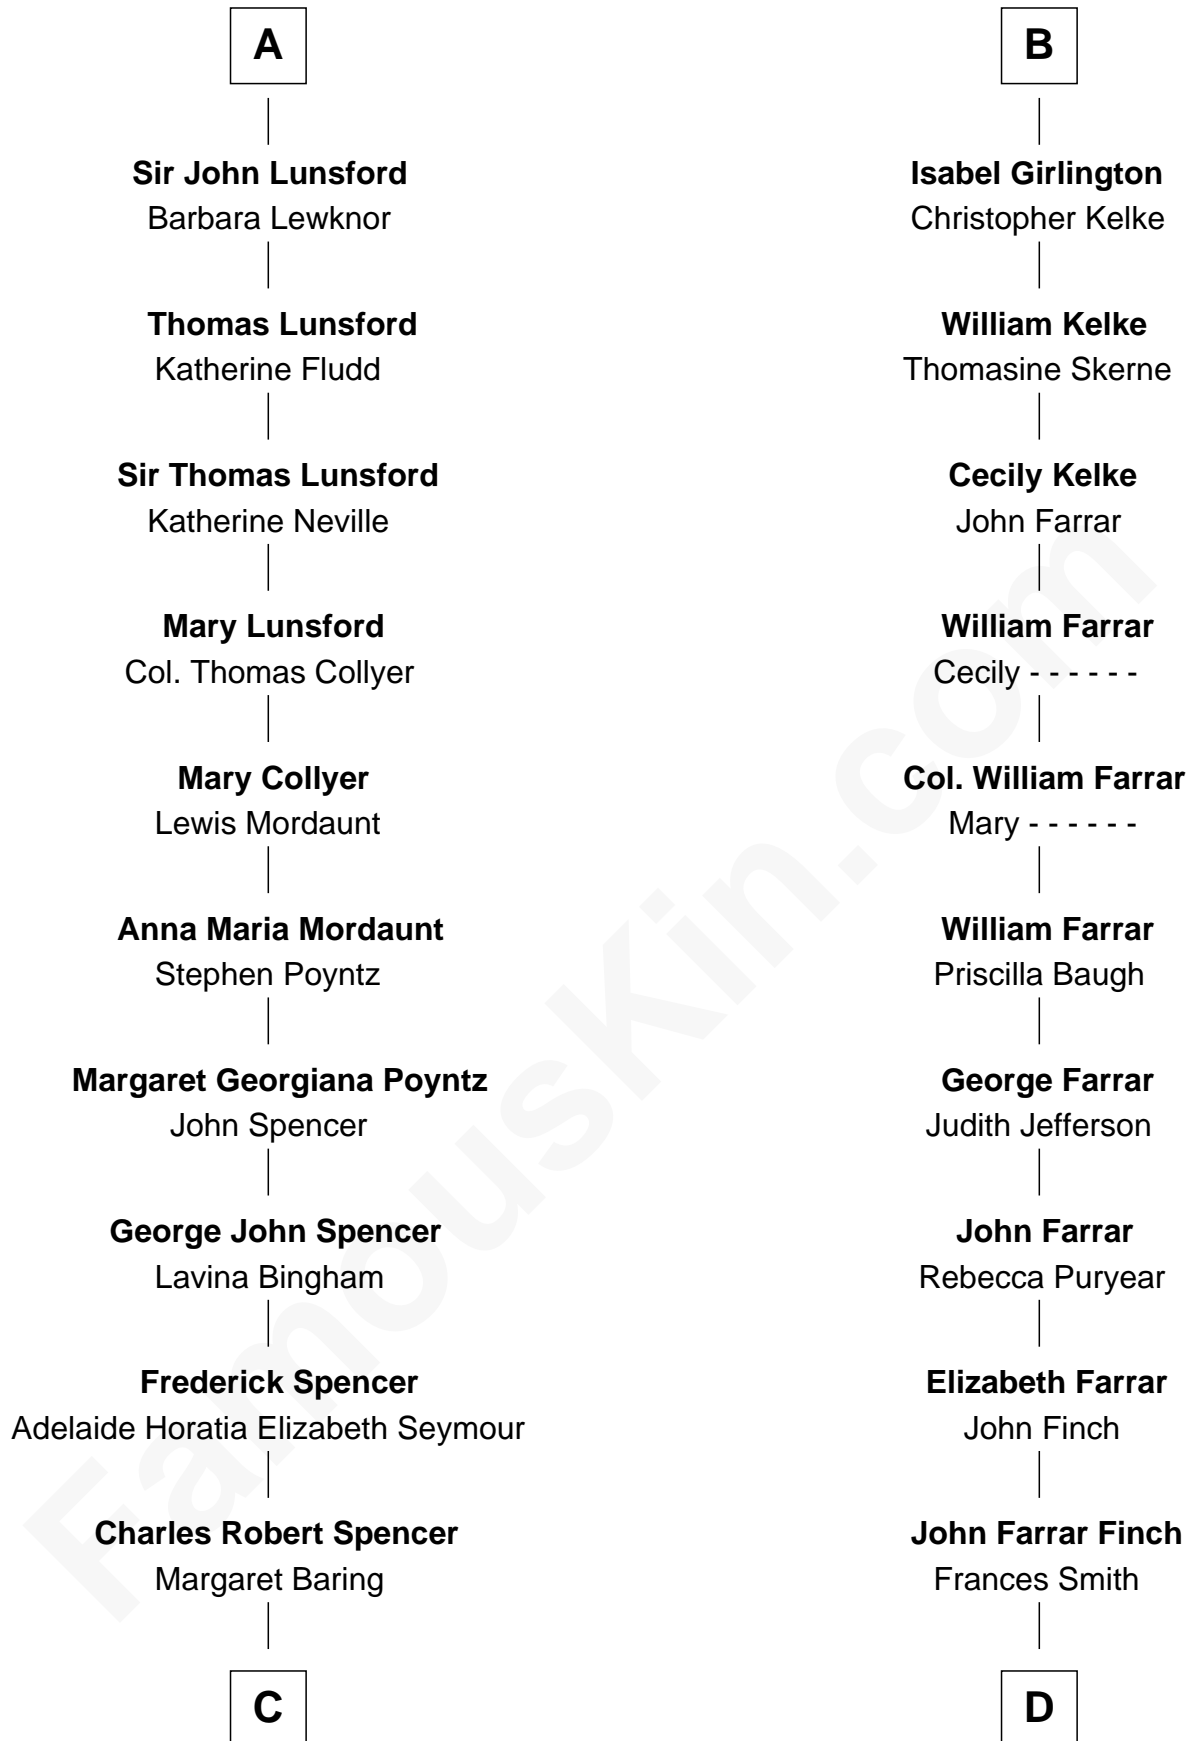 A
Sir John Lunsford
Barbara Lewknor
Thomas Lunsford
Katherine Fludd
Sir Thomas Lunsford
Katherine Neville
Mary Lunsford
Col. Thomas Collyer
Mary Collyer
Lewis Mordaunt
Anna Maria Mordaunt
Stephen Poyntz
Margaret Georgiana Poyntz
John Spencer
George John Spencer
Lavina Bingham
Frederick Spencer
Adelaide Horatia Elizabeth Seymour
Charles Robert Spencer
Margaret Baring
C
B
Isabel Girlington
Christopher Kelke
William Kelke
Thomasine Skerne
Cecily Kelke
John Farrar
William Farrar
Cecily - - - - - -
Col. William Farrar
Mary - - - - - -
William Farrar
Priscilla Baugh
George Farrar
Judith Jefferson
John Farrar
Rebecca Puryear
Elizabeth Farrar
John Finch
John Farrar Finch
Frances Smith
D
FamousKin.com